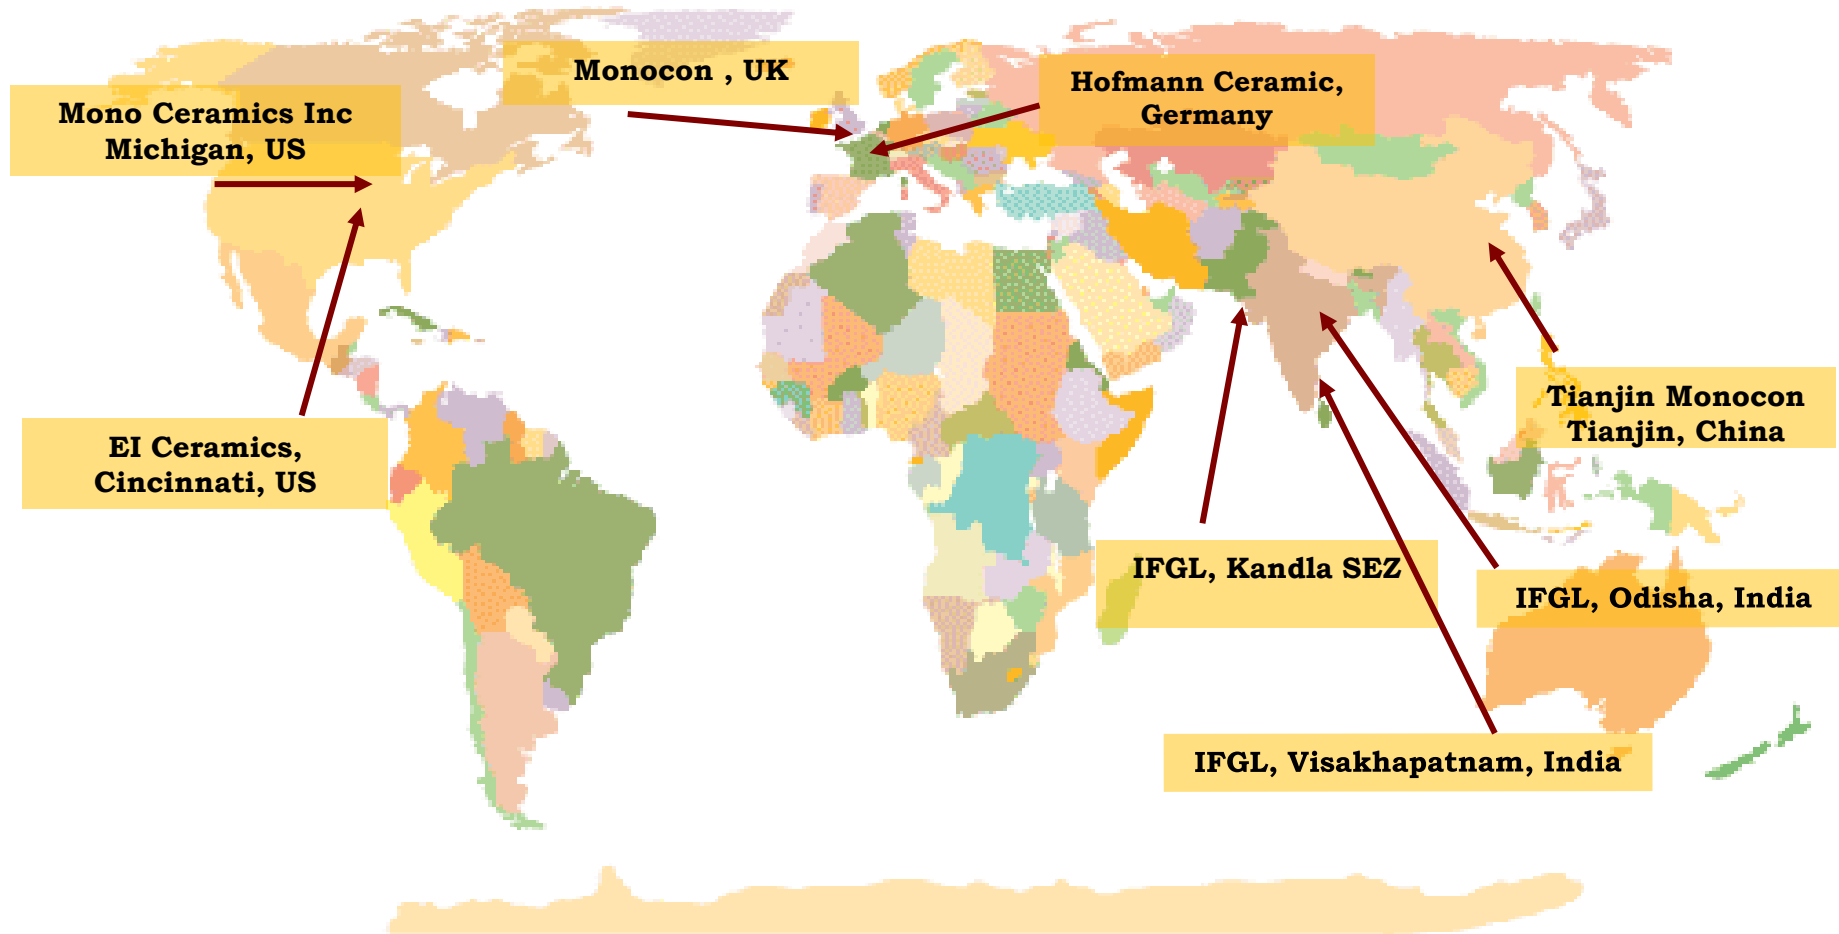 Monocon , UK
Hofmann Ceramic,
Germany
Mono Ceramics Inc
Michigan, US
Tianjin Monocon
Tianjin, China
EI Ceramics,
Cincinnati, US
IFGL, Kandla SEZ
IFGL, Odisha, India
IFGL, Visakhapatnam, India